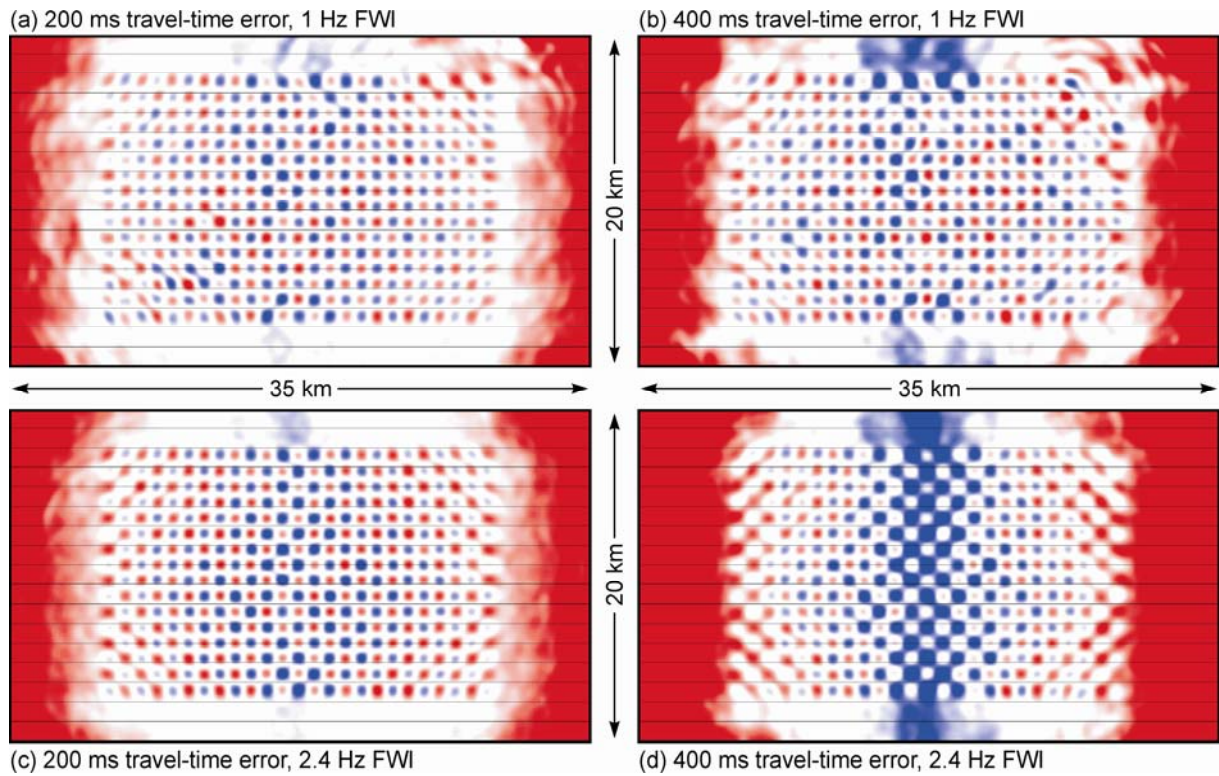 (a) 200 ms travel-time error, 1 Hz FWI
(b) 400 ms travel-time error, 1 Hz FWI
20 km
35 km
35 km
20 km
(c) 200 ms travel-time error, 2.4 Hz FWI
(d) 400 ms travel-time error, 2.4 Hz FWI